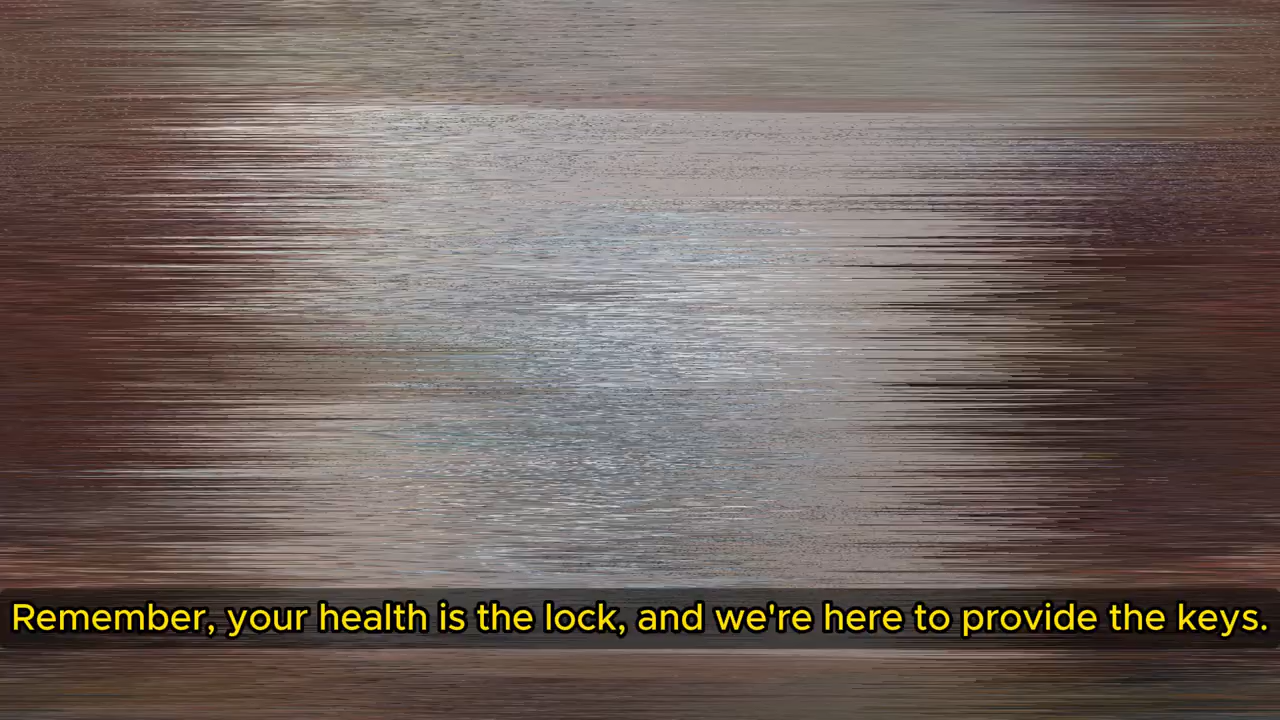 Remember, your health is the lock, and we're here to provide the keys.